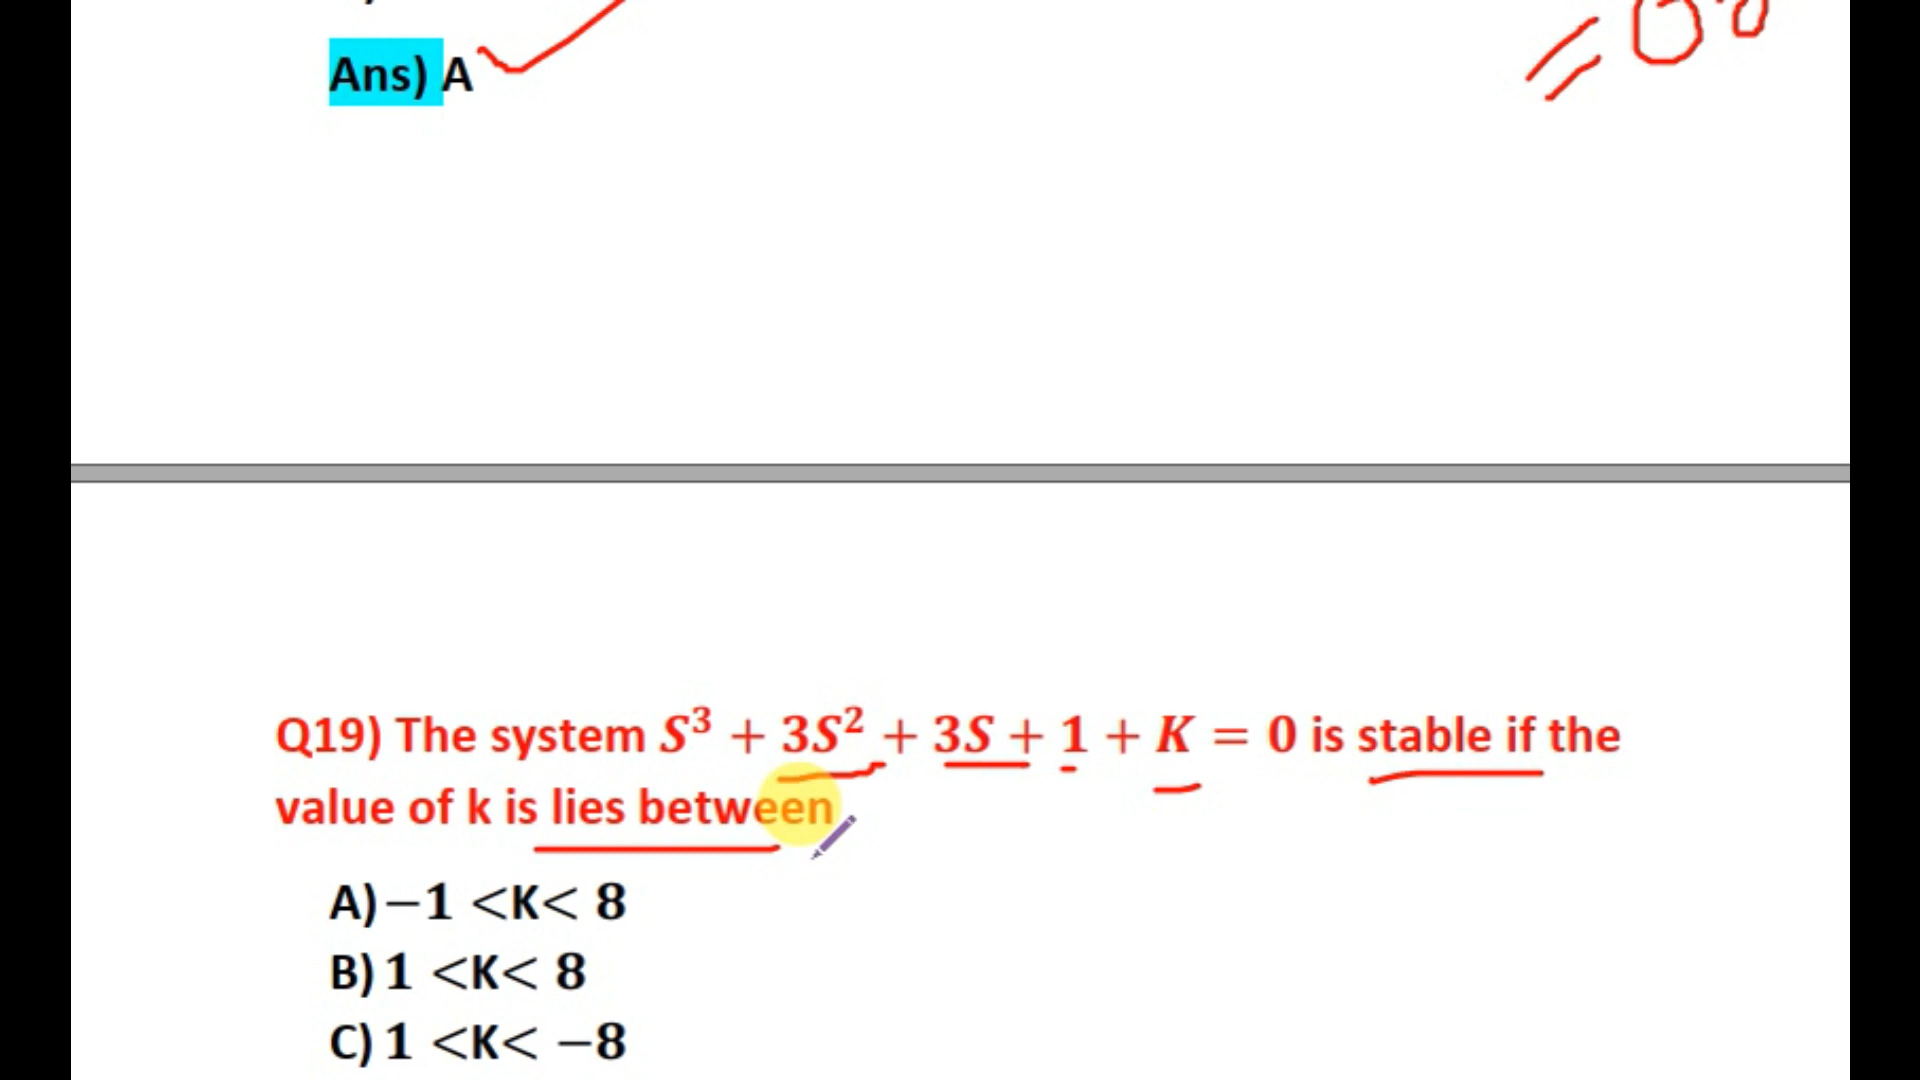 Ans) A
Q19) The system S³ + 3S² + 3S + 1 + K = 0 is stable if the
value of k is lies between
A) −1 <K< 8
B) 1 <K< 8
C) 1 <K< −8